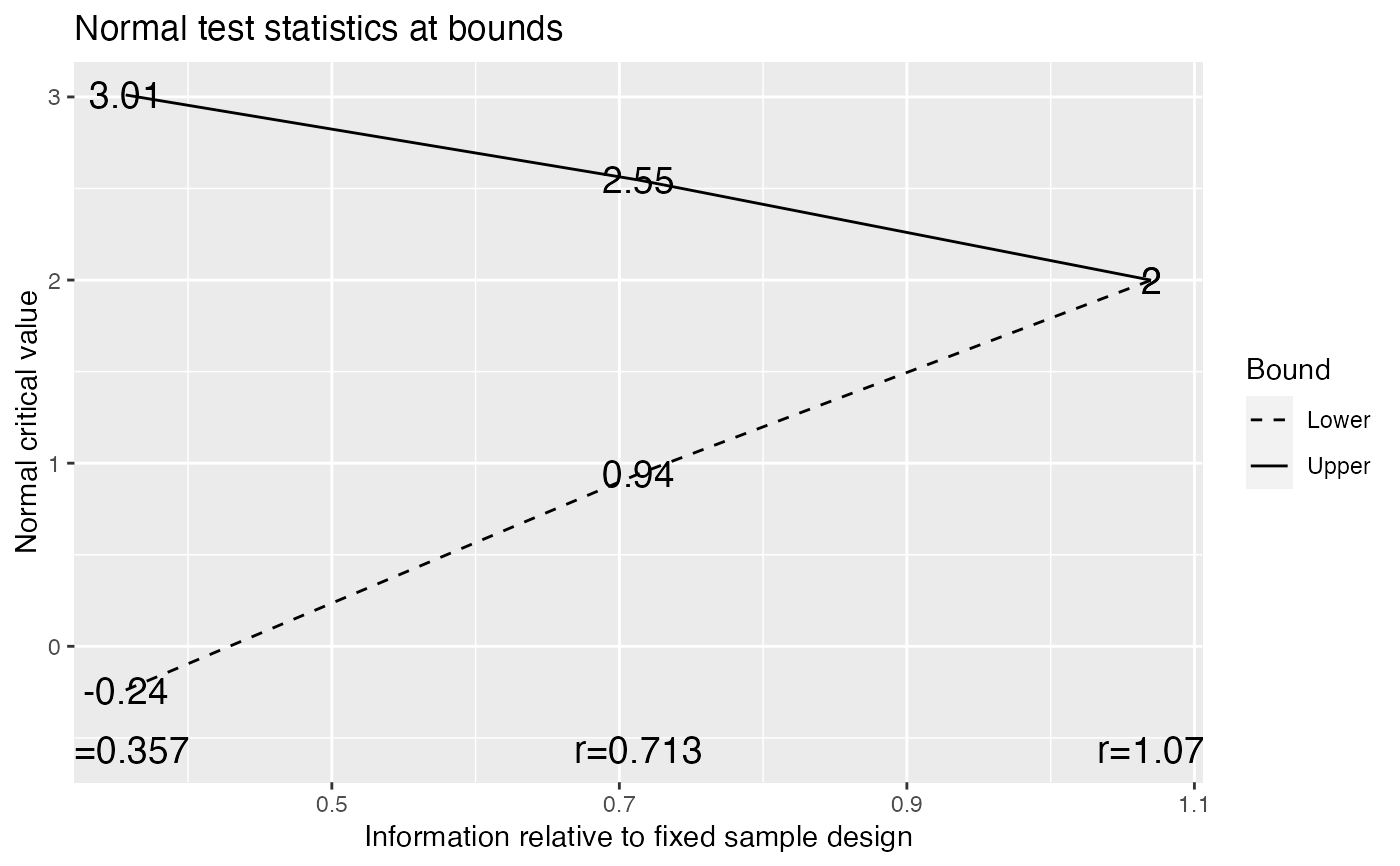 Normal test statistics at bounds
Normal critical value
3
2
1
0
3.01
2.55
2
0.94
-0.24
=0.357
r=0.713
r=1.07
0.5
0.7
0.9
1.1
Information relative to fixed sample design
Bound
Lower
Upper